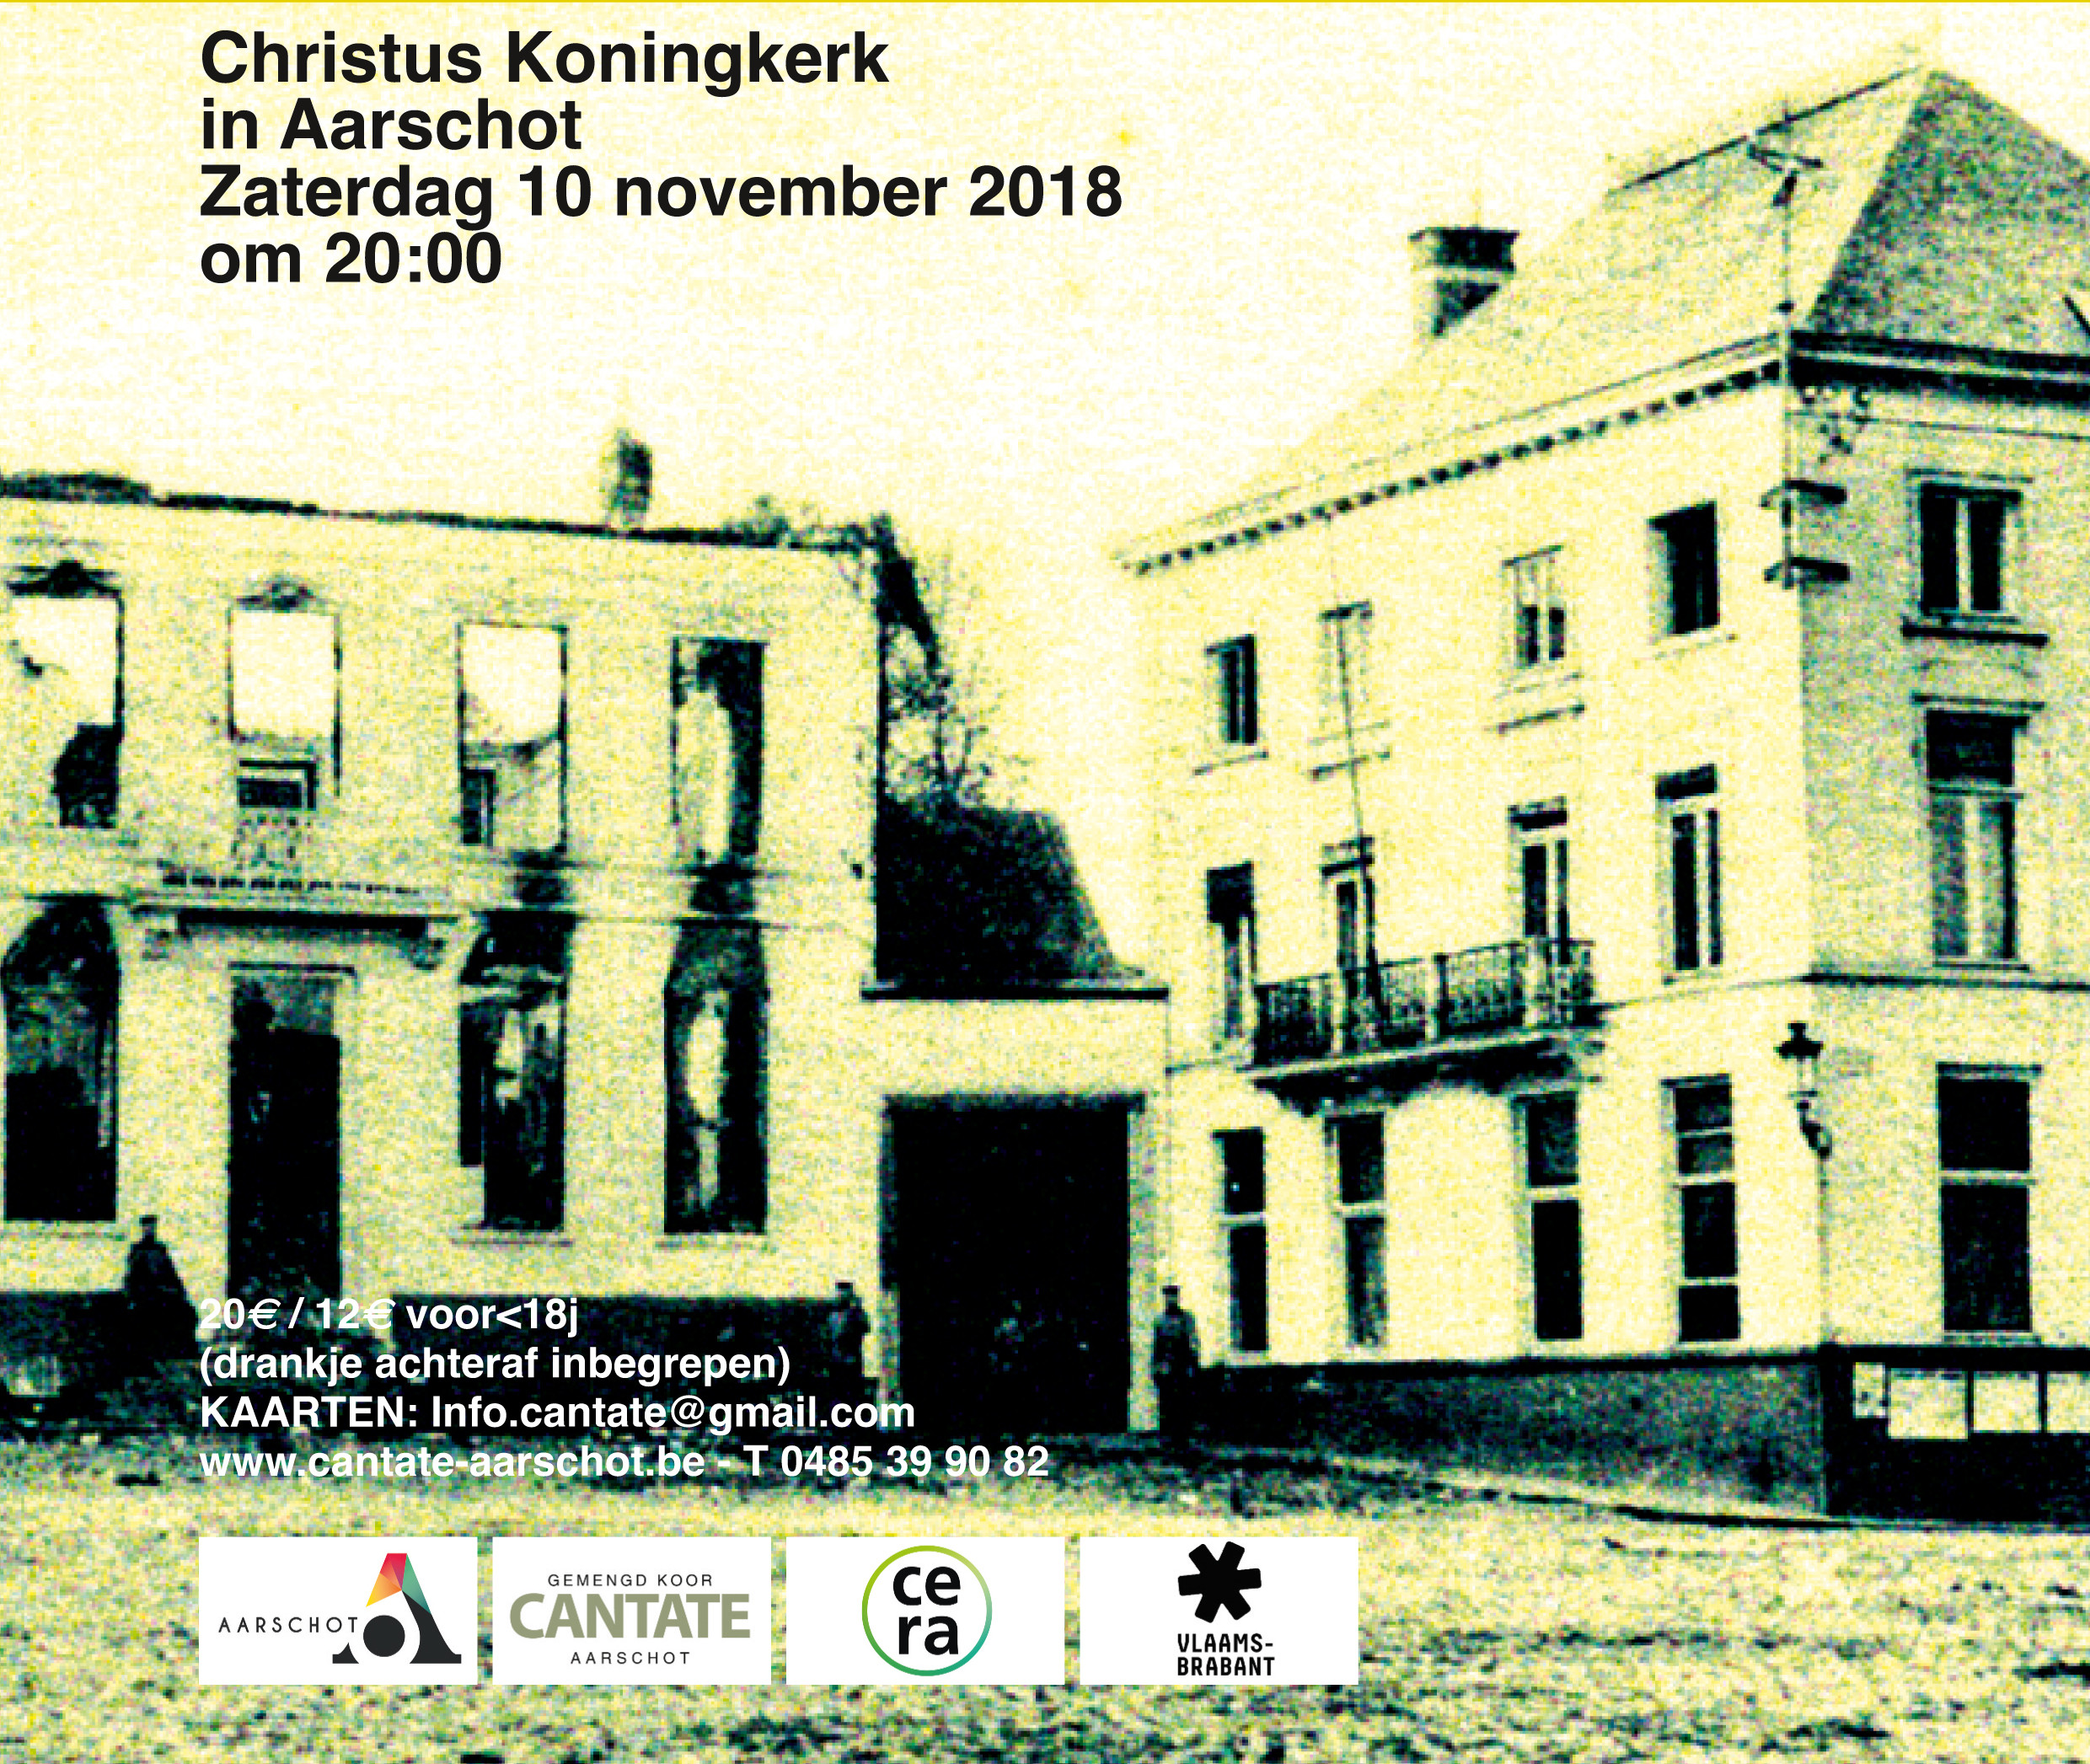 Christus Koningkerk
in Aarschot
Zaterdag 10 november 2018
om 20:00
20€ / 12€ voor<18j
(drankje achteraf inbegrepen)
KAARTEN: Info.cantate@gmail.com
www.cantate-aarschot.be - T 0485 39 90 82
AARSCHOT
GEMENGD KOOR
CANTATE
AARSCHOT
ce
ra
VLAAMS-
BRABANT